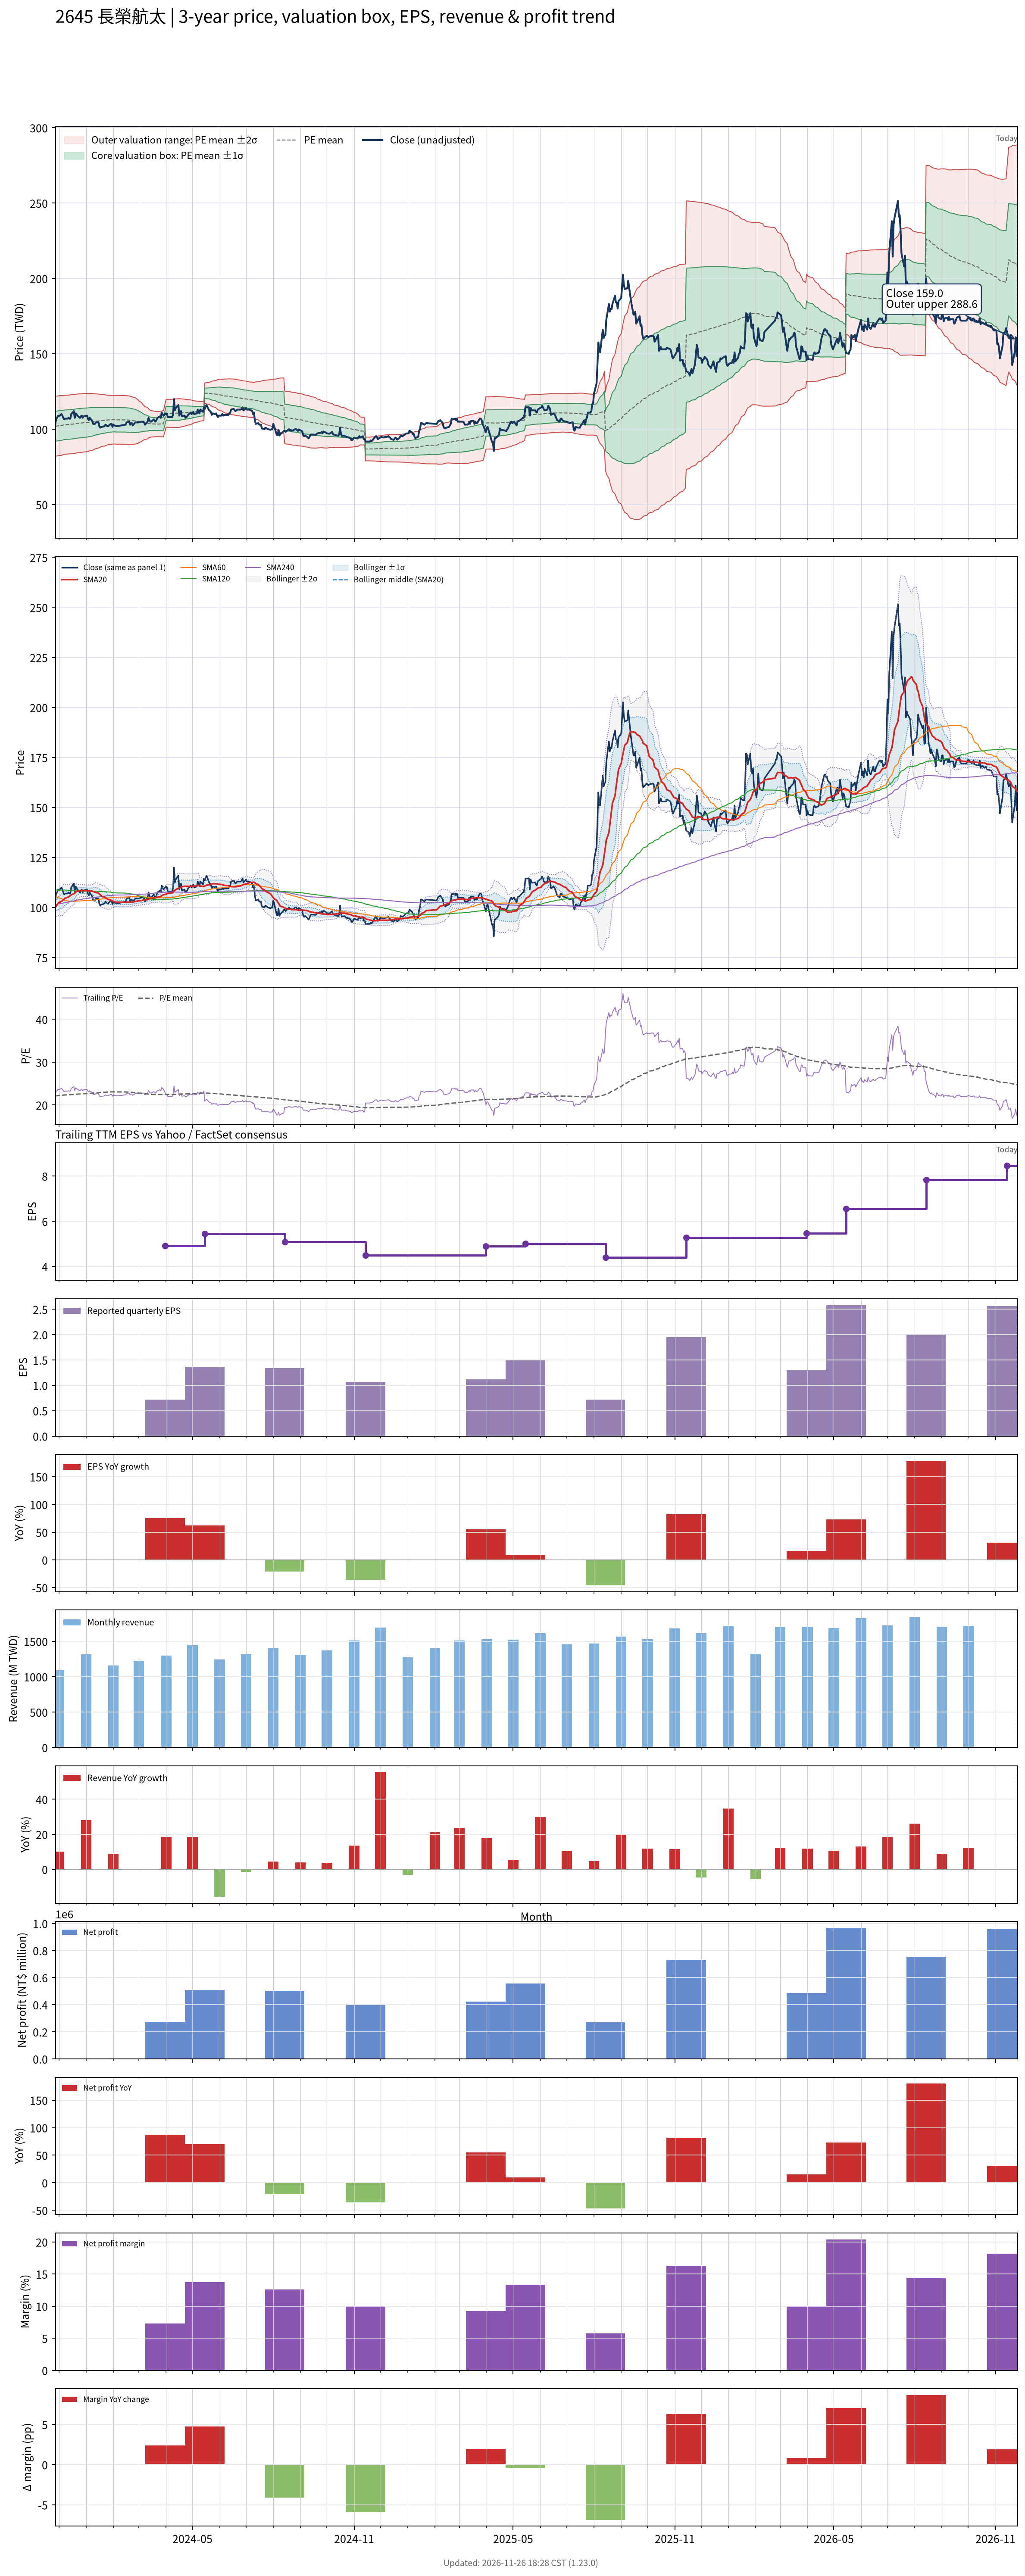 2645 長榮航太 | 3-year price, valuation box, EPS, revenue & profit trend
Outer valuation range: PE mean ±2σ
Core valuation box: PE mean ±1σ
PE mean
Close (unadjusted)
Today
Close 159.0
Outer upper 288.6
Price (TWD)
300
250
200
150
100
50
Close (same as panel 1)
SMA20
SMA60
SMA120
SMA240
Bollinger ±2σ
Bollinger ±1σ
Bollinger middle (SMA20)
Price
275
250
225
200
175
150
125
100
75
Trailing P/E
P/E mean
P/E
40
30
20
Trailing TTM EPS vs Yahoo / FactSet consensus
Today
EPS
8
6
4
Reported quarterly EPS
EPS
2.5
2.0
1.5
1.0
0.5
0.0
EPS YoY growth
YoY (%)
150
100
50
0
-50
Monthly revenue
Revenue (M TWD)
1500
1000
500
0
Revenue YoY growth
YoY (%)
40
20
0
Month
1e6
Net profit
Net profit (NT$ million)
1.0
0.8
0.6
0.4
0.2
0.0
Net profit YoY
YoY (%)
150
100
50
0
-50
Net profit margin
Margin (%)
20
15
10
5
0
Margin YoY change
Δ margin (pp)
5
0
-5
2024-05
2024-11
2025-05
2025-11
2026-05
2026-11
Updated: 2026-11-26 18:28 CST (1.23.0)